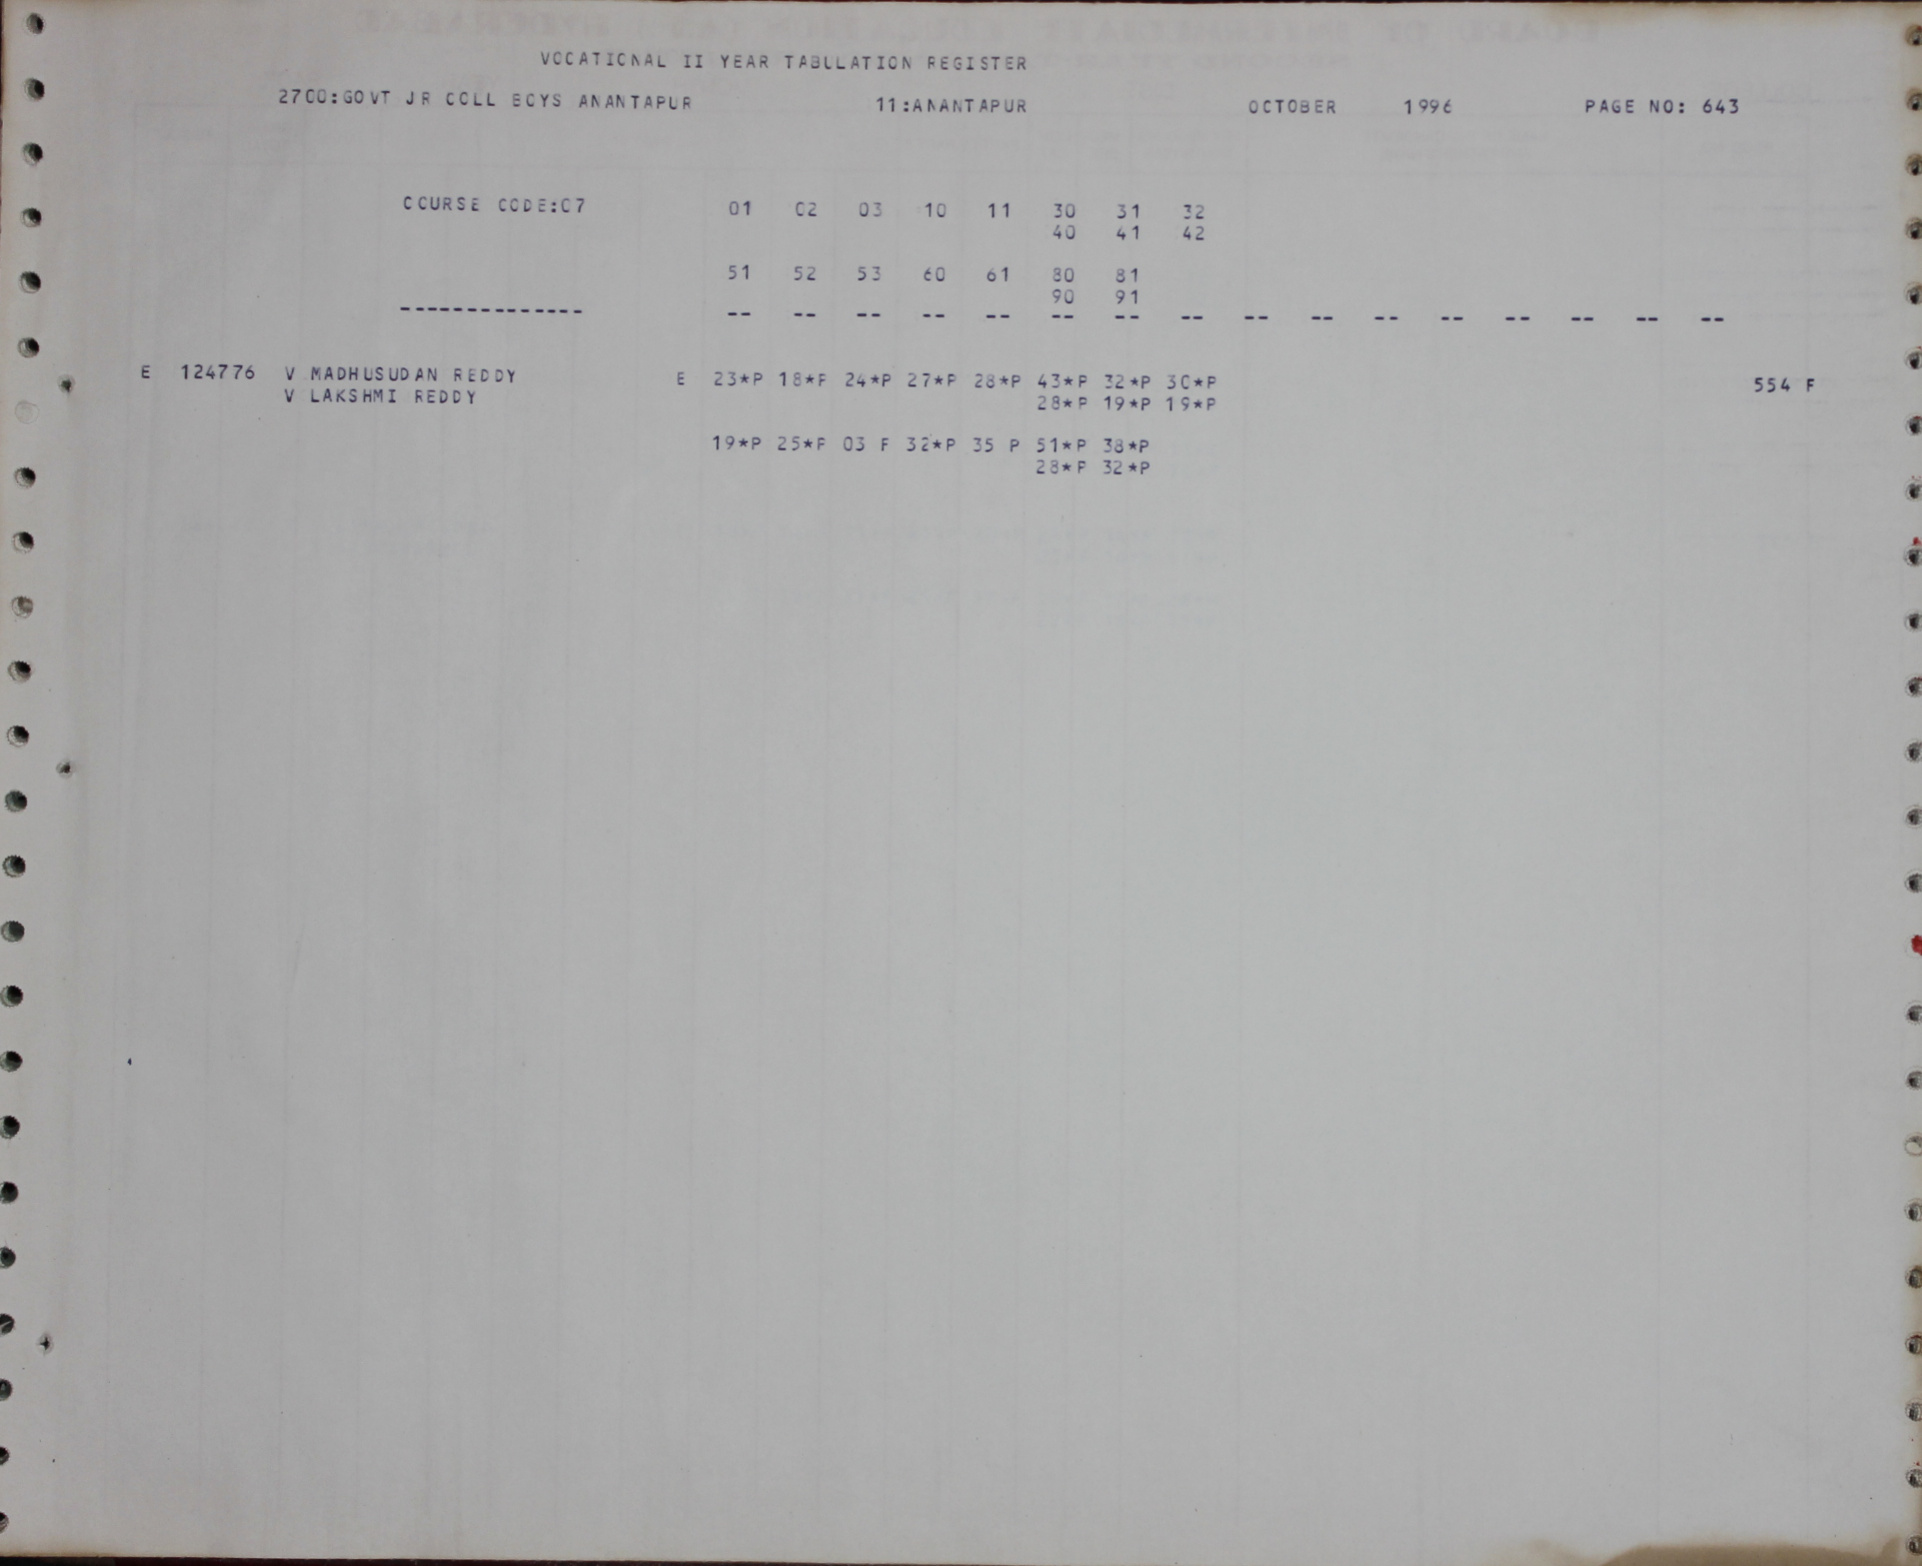 VOCATIONAL II YEAR TABULATION REGISTER
2700:GOVT JR COLL BOYS ANANTAPUR 11:ANANTAPUR OCTOBER 1996 PAGE NO: 643
COURSE CODE:07 01 02 03 10 11 30 31 32
40 41 42
51 52 53 60 61 80 81
90 91
-------------- -- -- -- -- -- -- -- -- -- -- -- -- -- -- -- --
E 124776 V MADHUSUDAN REDDY E 23*P 18*P 24*P 27*P 28*P 43*P 32*P 30*P 554 F
V LAKSHMI REDDY 28*P 19*P 19*P
19*P 25*P 03 F 32*P 35 P 51*P 38*P
28*P 32*P